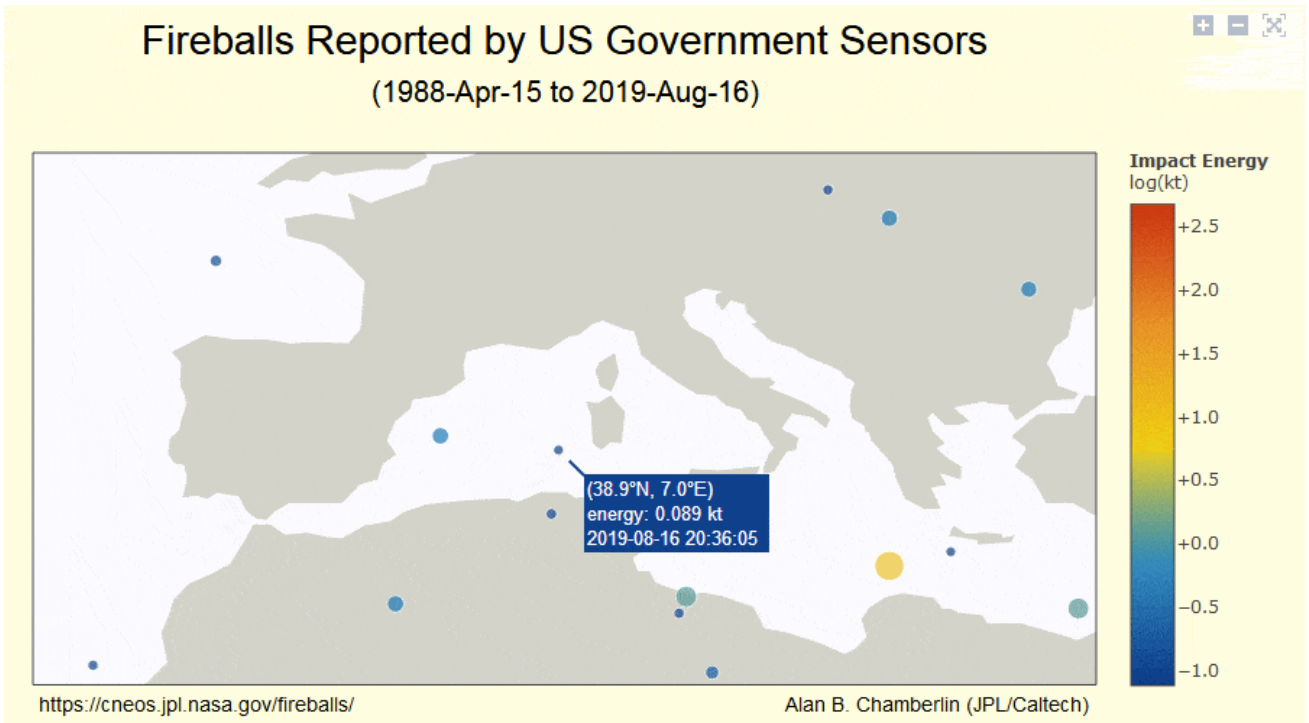 Fireballs Reported by US Government Sensors
(1988-Apr-15 to 2019-Aug-16)
Impact Energy
log(kt)
+2.5
+2.0
+1.5
+1.0
+0.5
+0.0
−0.5
−1.0
(38.9°N, 7.0°E)
energy: 0.089 kt
2019-08-16 20:36:05
https://cneos.jpl.nasa.gov/fireballs/
Alan B. Chamberlin (JPL/Caltech)